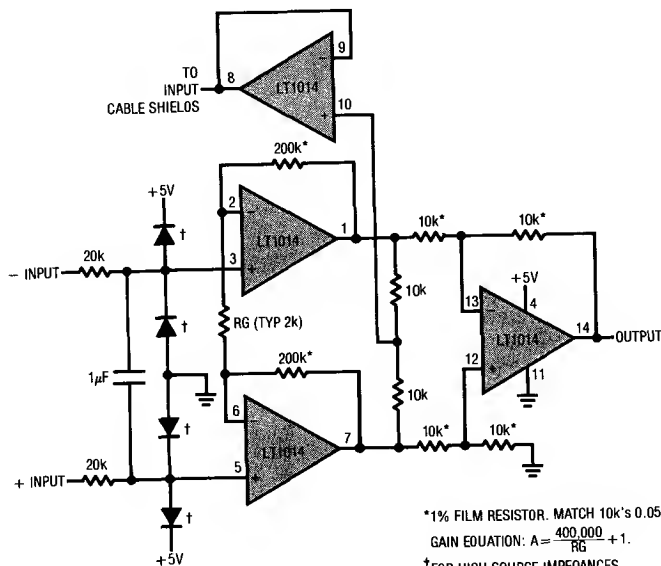 TO
INPUT
CABLE SHIELOS
8
9
10
LT1014
-
+
200k*
+5V
†
2
3
1
LT1014
-
+
10k*
10k*
– INPUT
20k
+5V
4
10k
13
-
14
OUTPUT
†
RG (TYP 2k)
LT1014
12
+
11
1µF
200k*
10k
†
6
7
10k*
10k*
-
LT1014
+ INPUT
20k
5
+
†
+5V
*1% FILM RESISTOR. MATCH 10k's 0.05
GAIN EQUATION: A = 400,000
RG
+ 1.
†FOR HIGH SOURCE IMPEDANCES